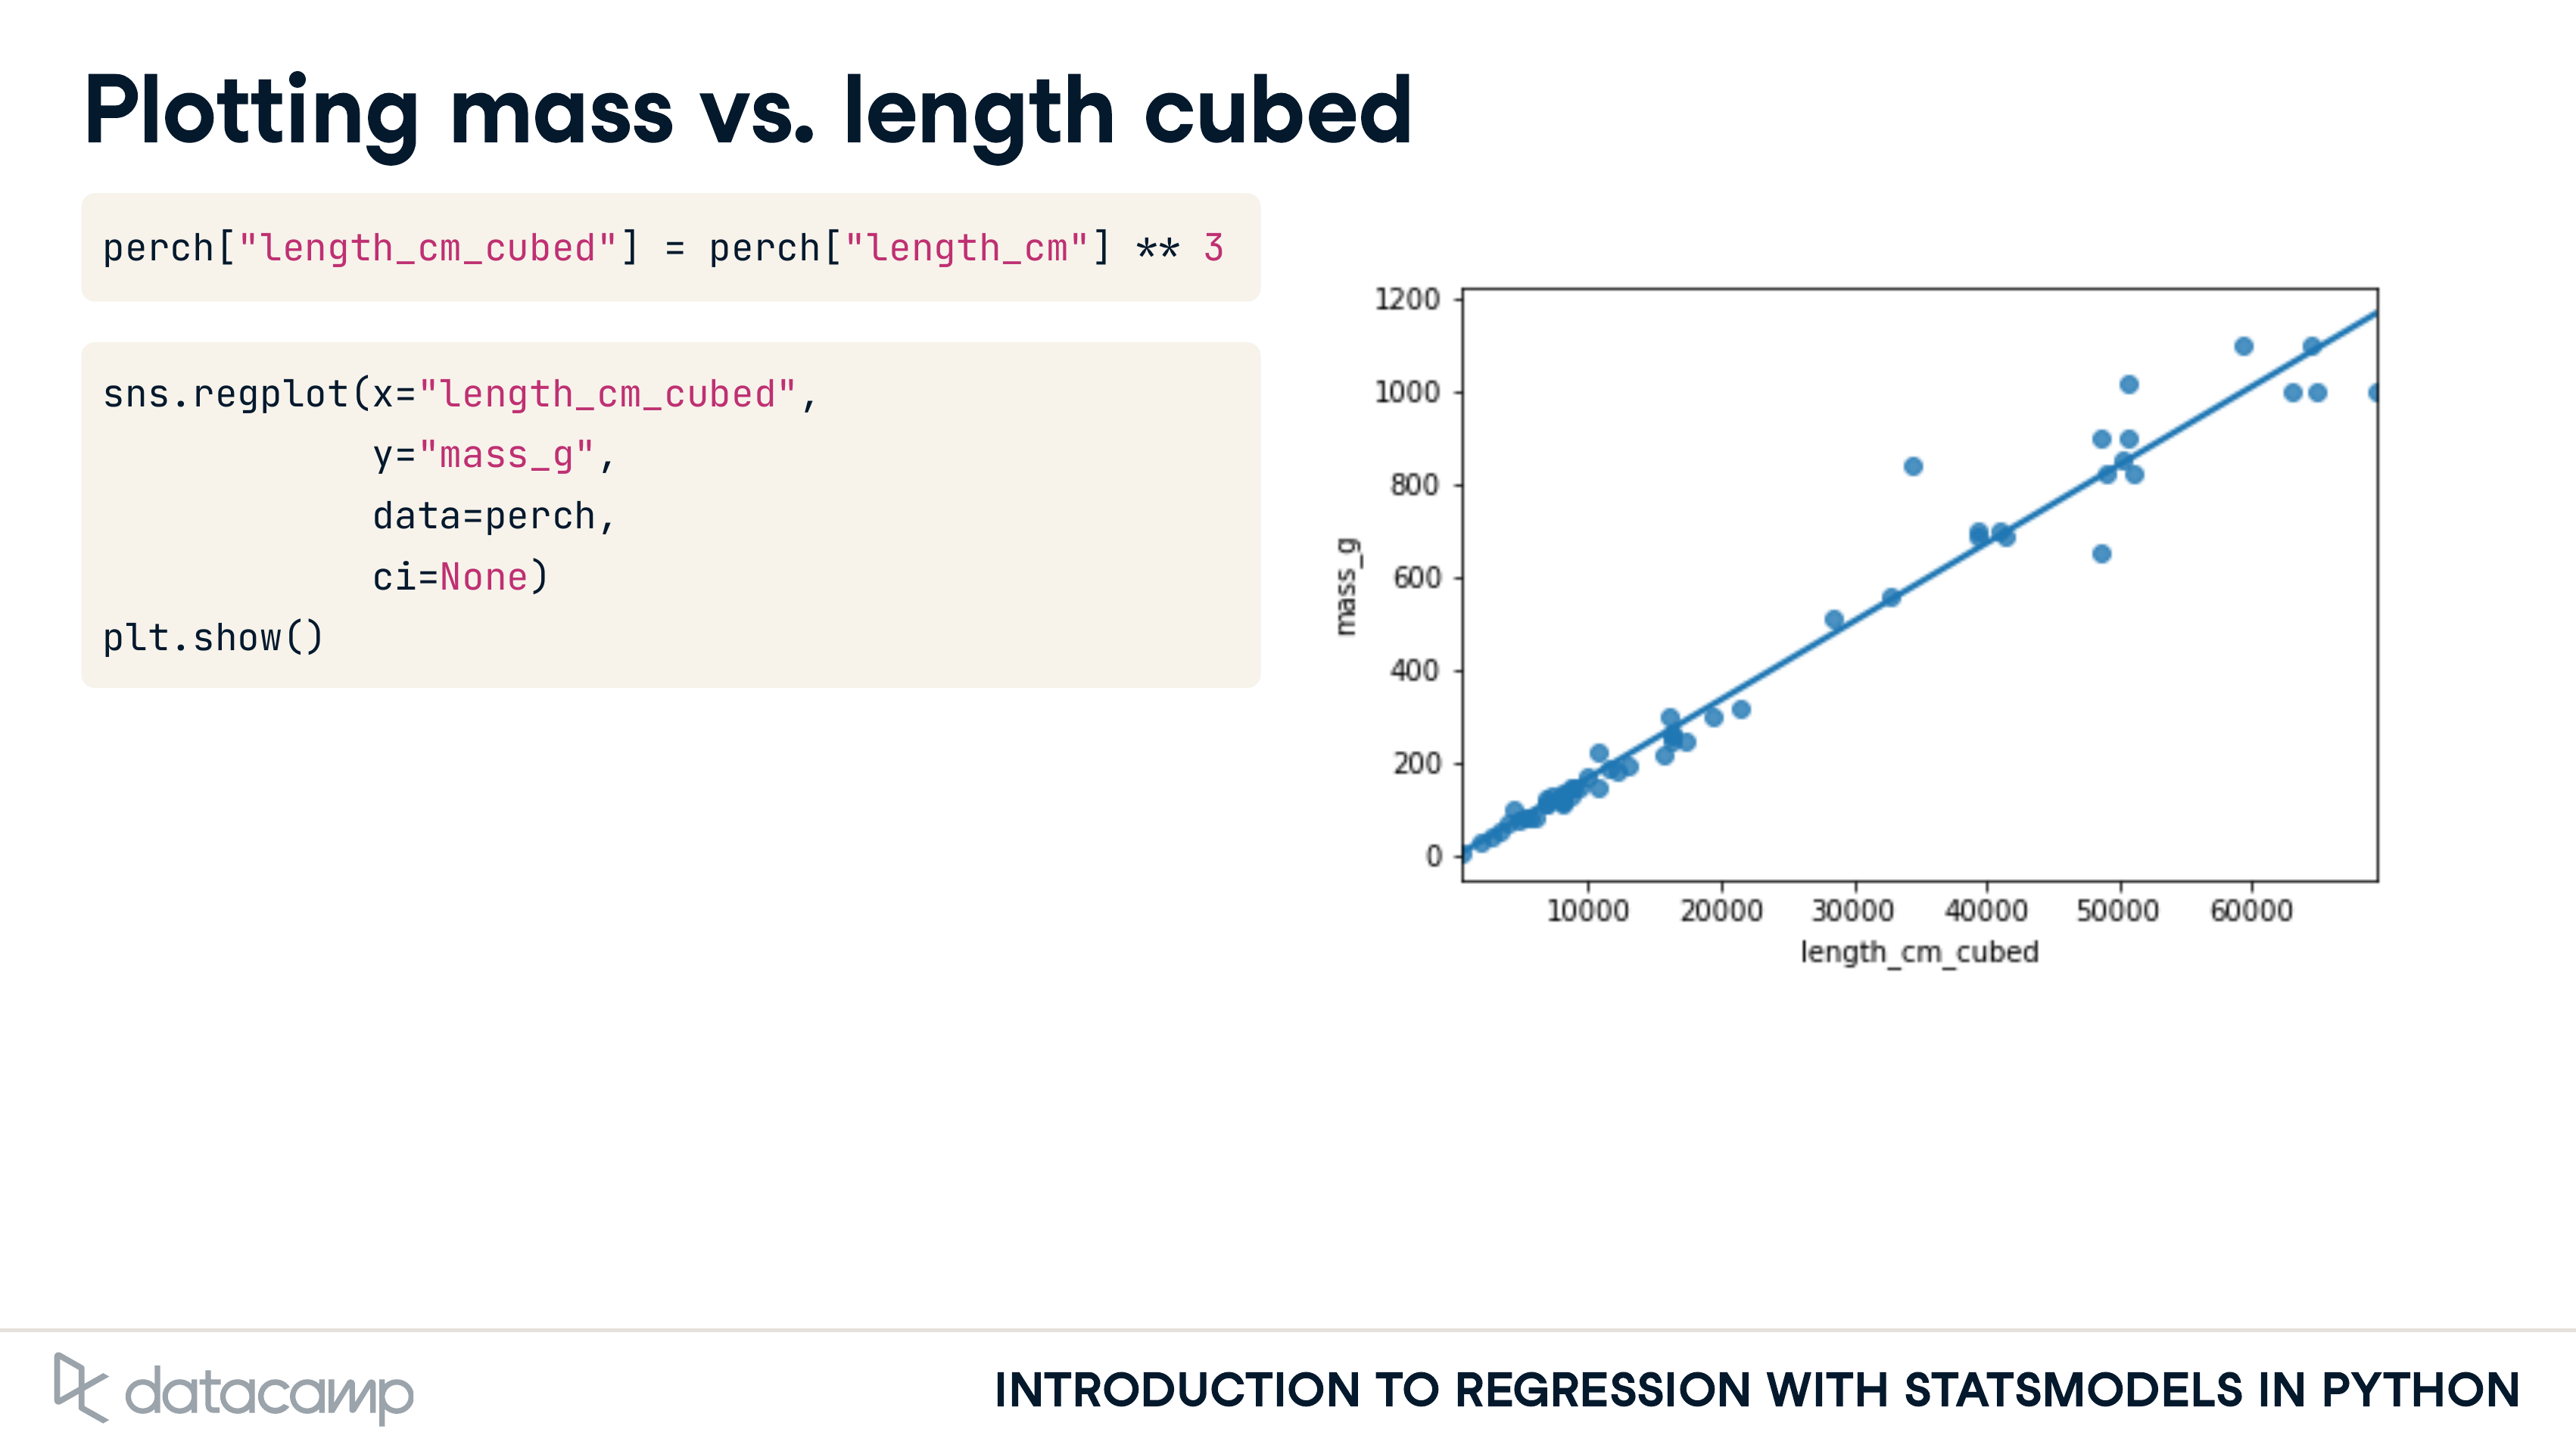 Plotting mass vs. length cubed
perch["length_cm_cubed"] = perch["length_cm"] ** 3
sns.regplot(x="length_cm_cubed",
            y="mass_g",
            data=perch,
            ci=None)
plt.show()
1200
1000
800
600
400
200
0
mass_g
10000 20000 30000 40000 50000 60000
length_cm_cubed
datacamp
INTRODUCTION TO REGRESSION WITH STATSMODELS IN PYTHON